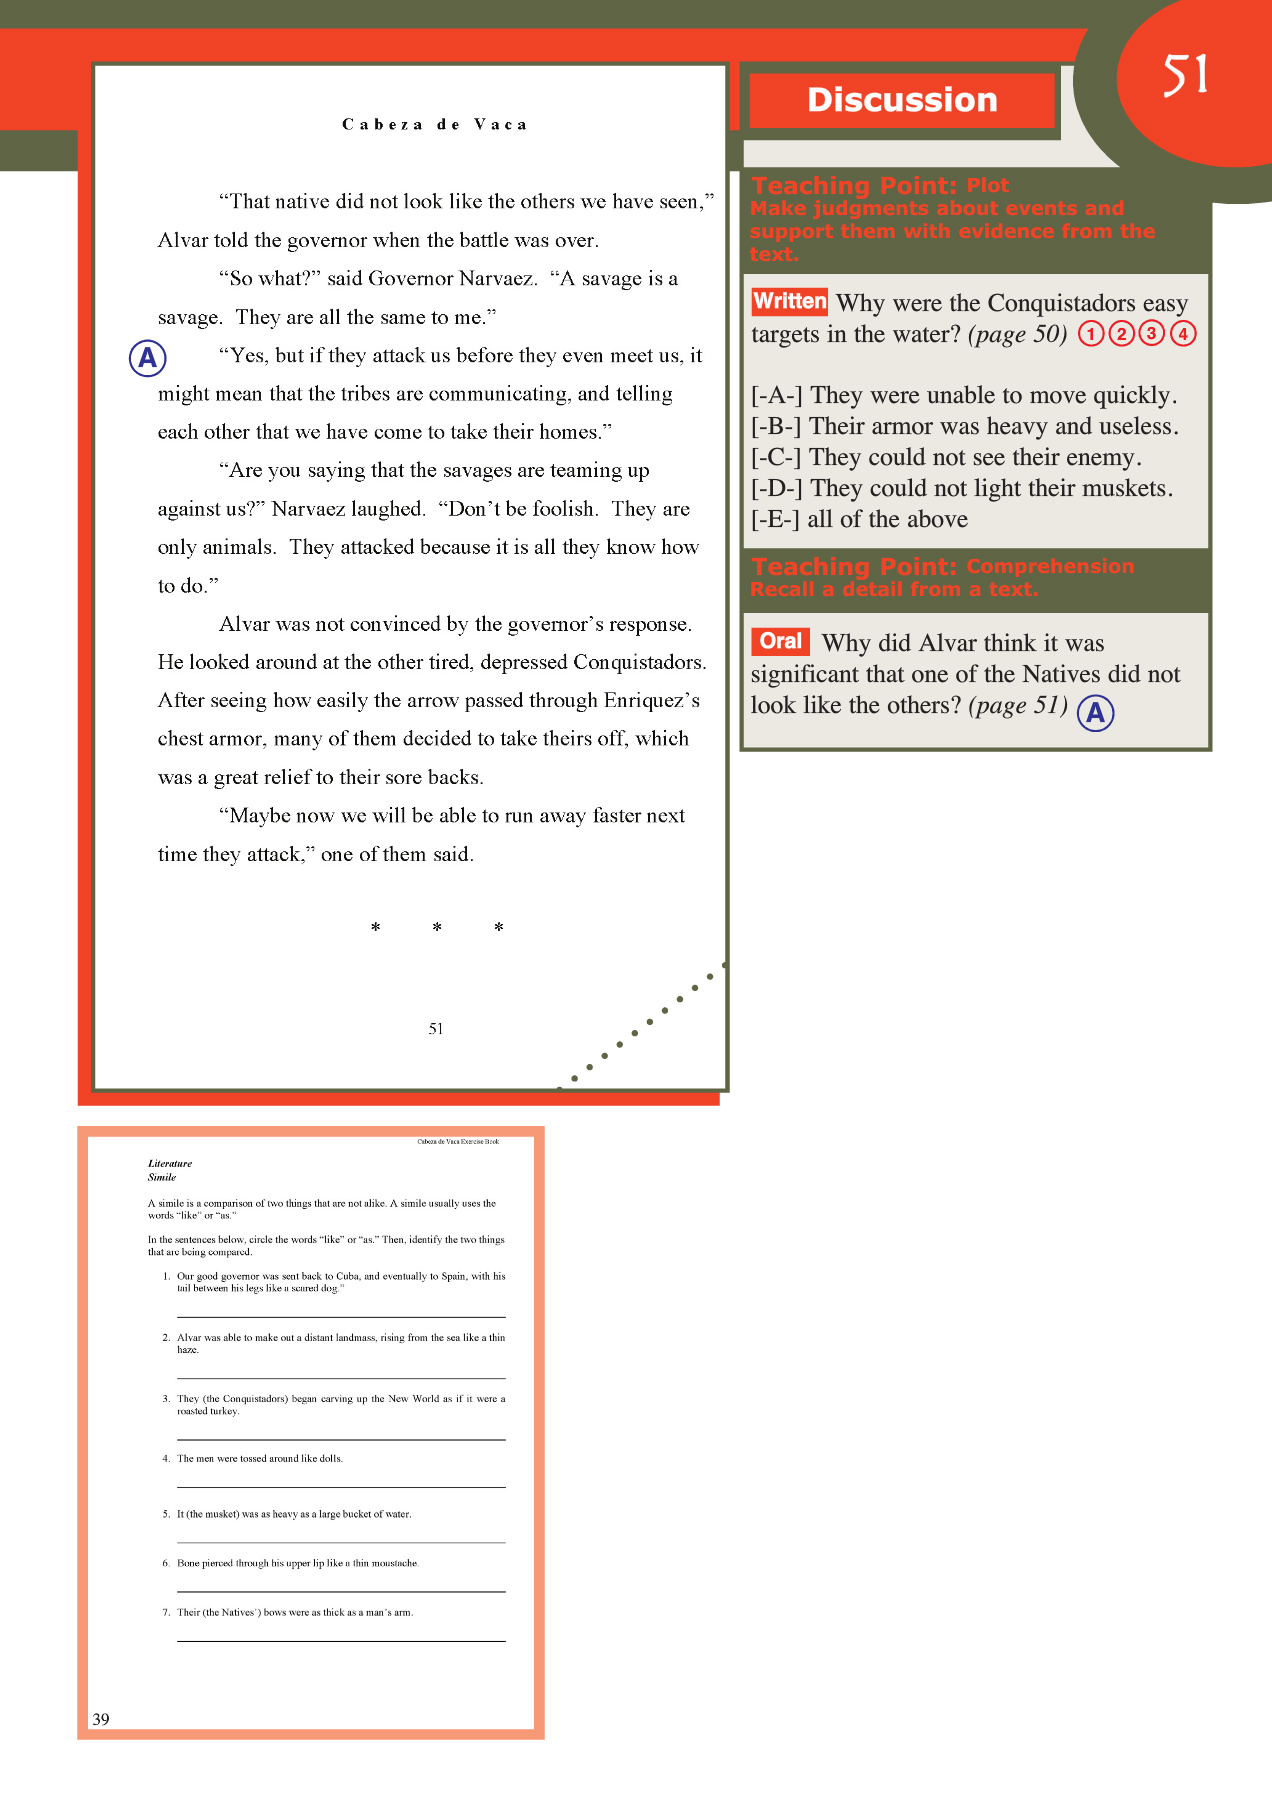 51
Cabeza de Vaca
“That native did not look like the others we have seen,”
Alvar told the governor when the battle was over.
“So what?” said Governor Narvaez.  “A savage is a
savage.  They are all the same to me.”
A “Yes, but if they attack us before they even meet us, it
might mean that the tribes are communicating, and telling
each other that we have come to take their homes.”
“Are you saying that the savages are teaming up
against us?” Narvaez laughed.  “Don’t be foolish.  They are
only animals.  They attacked because it is all they know how
to do.”
Alvar was not convinced by the governor’s response.
He looked around at the other tired, depressed Conquistadors.
After seeing how easily the arrow passed through Enriquez’s
chest armor, many of them decided to take theirs off, which
was a great relief to their sore backs.
“Maybe now we will be able to run away faster next
time they attack,” one of them said.
* * *
51
Discussion
Teaching Point: Plot
Make judgments about events and
support them with evidence from the
text.
Written Why were the Conquistadors easy
targets in the water? (page 50) 1 2 3 4
[-A-] They were unable to move quickly.
[-B-] Their armor was heavy and useless.
[-C-] They could not see their enemy.
[-D-] They could not light their muskets.
[-E-] all of the above
Teaching Point: Comprehension
Recall a detail from a text.
Oral Why did Alvar think it was
significant that one of the Natives did not
look like the others? (page 51) A
Cabeza de Vaca Exercise Book
Literature
Simile
A simile is a comparison of two things that are not alike. A simile usually uses the
words “like” or “as.”
In the sentences below, circle the words “like” or “as.” Then, identify the two things
that are being compared.
1. Our good governor was sent back to Cuba, and eventually to Spain, with his
tail between his legs like a scared dog.”
2. Alvar was able to make out a distant landmass, rising from the sea like a thin
haze.
3. They (the Conquistadors) began carving up the New World as if it were a
roasted turkey.
4. The men were tossed around like dolls.
5. It (the musket) was as heavy as a large bucket of water.
6. Bone pierced through his upper lip like a thin moustache.
7. Their (the Natives’) bows were as thick as a man’s arm.
39